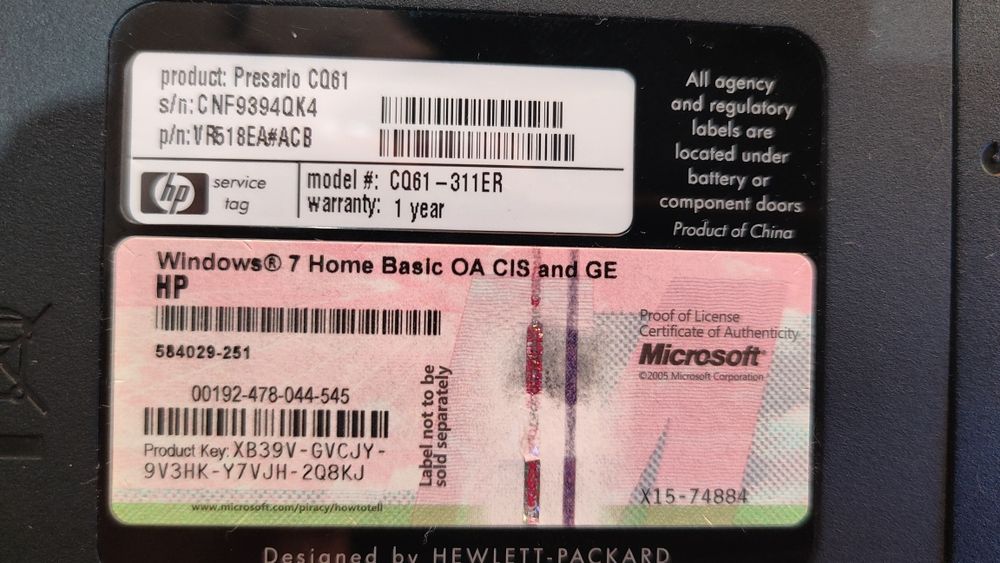 product: Presario CQ61
s/n: CNF9394QK4
p/n: VR518EA#ACB
hp
service
tag
model #: CQ61-311ER
warranty: 1 year
All agency
and regulatory
labels are
located under
battery or
component doors
Product of China
Windows® 7 Home Basic OA CIS and GE
HP
584029-251
00192-478-044-545
Product Key: XB39V-GVCJY-
9V3HK-Y7VJH-2Q8KJ
www.microsoft.com/piracy/howtotell
Label not to be
sold separately
Proof of License
Certificate of Authenticity
Microsoft®
©2005 Microsoft Corporation
X15-74884
Designed by HEWLETT-PACKARD